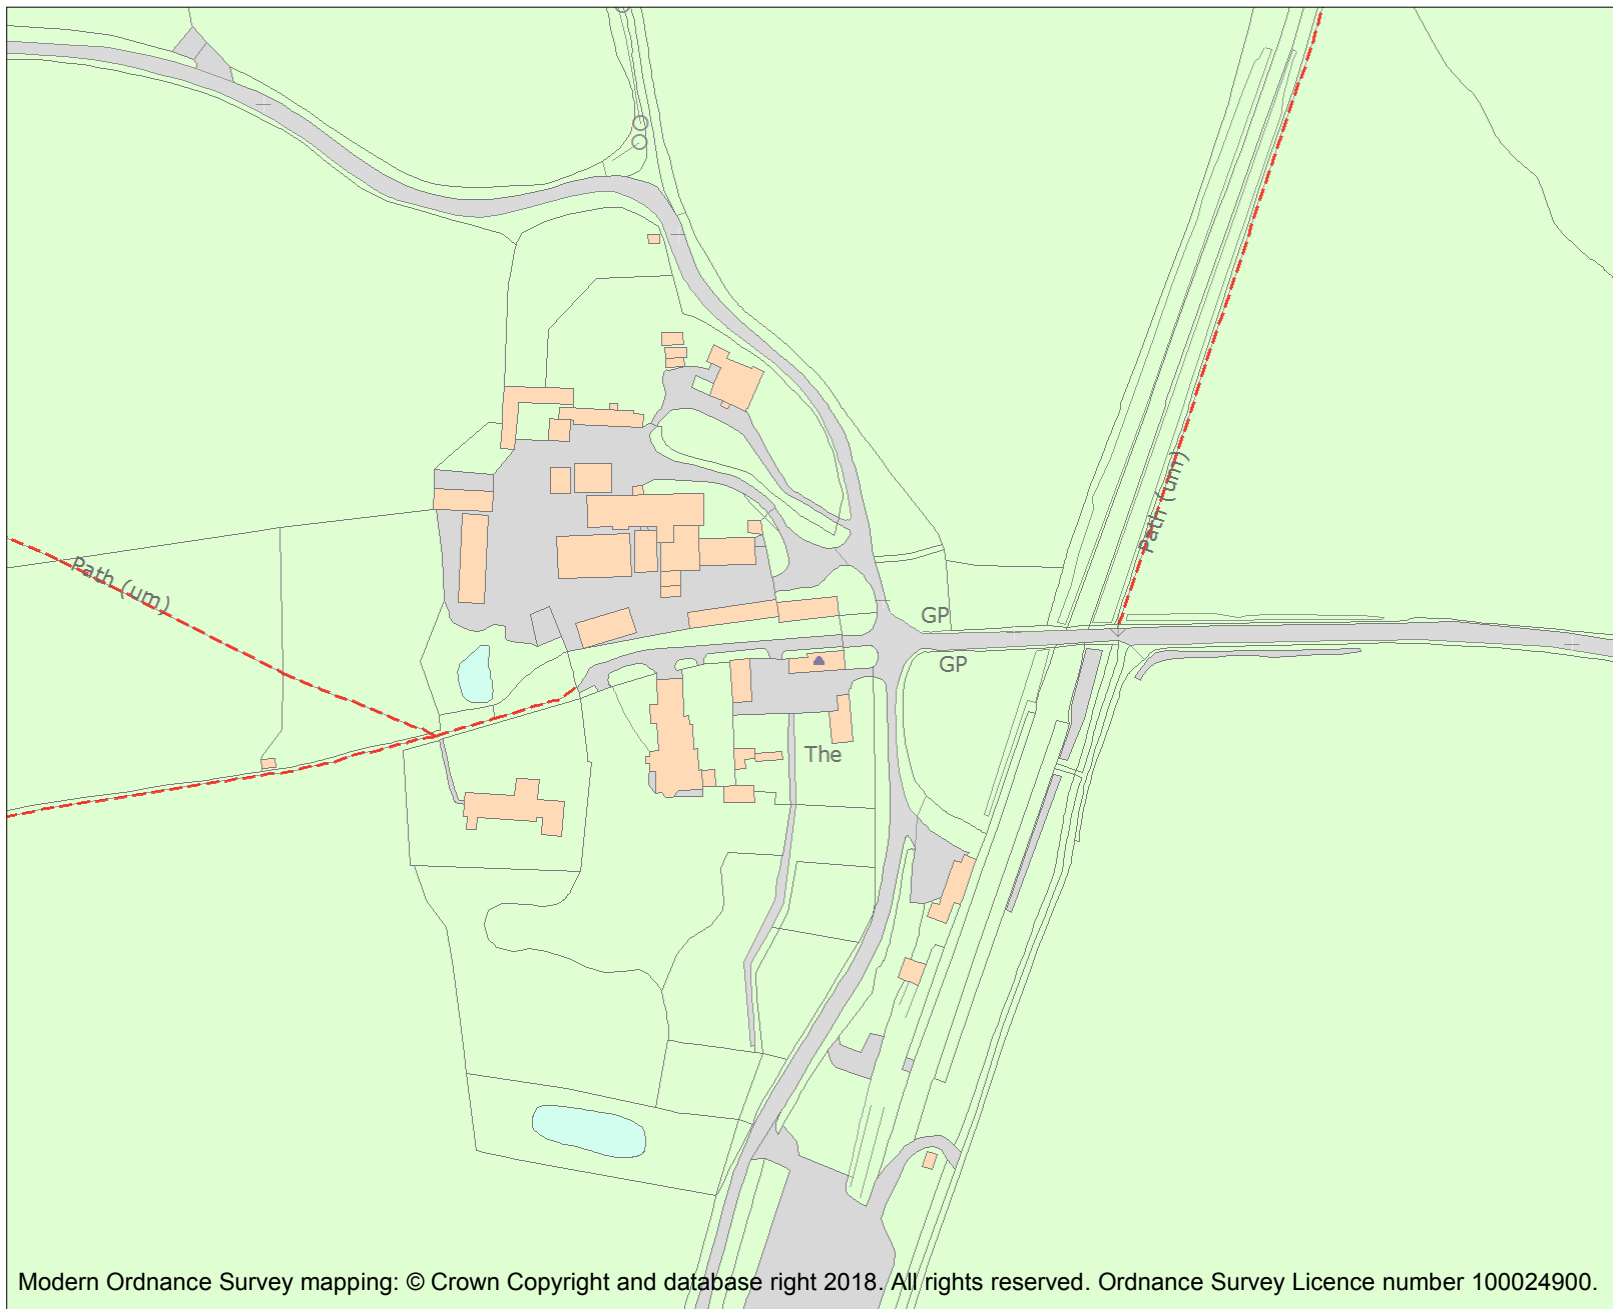 Path (um)
Path (um)
GP
GP
The
Modern Ordnance Survey mapping: © Crown Copyright and database right 2018. All rights reserved. Ordnance Survey Licence number 100024900.